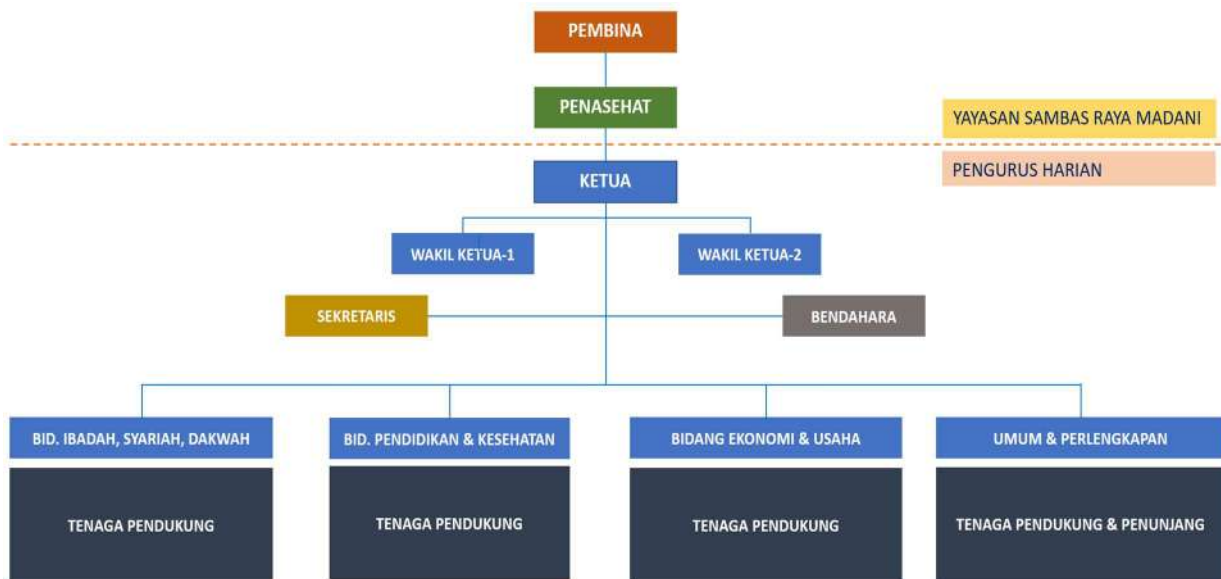 PEMBINA
PENASEHAT
YAYASAN SAMBAS RAYA MADANI
PENGURUS HARIAN
KETUA
WAKIL KETUA-1
WAKIL KETUA-2
SEKRETARIS
BENDAHARA
BID. IBADAH, SYARIAH, DAKWAH
BID. PENDIDIKAN & KESEHATAN
BIDANG EKONOMI & USAHA
UMUM & PERLENGKAPAN
TENAGA PENDUKUNG
TENAGA PENDUKUNG
TENAGA PENDUKUNG
TENAGA PENDUKUNG & PENUNJANG